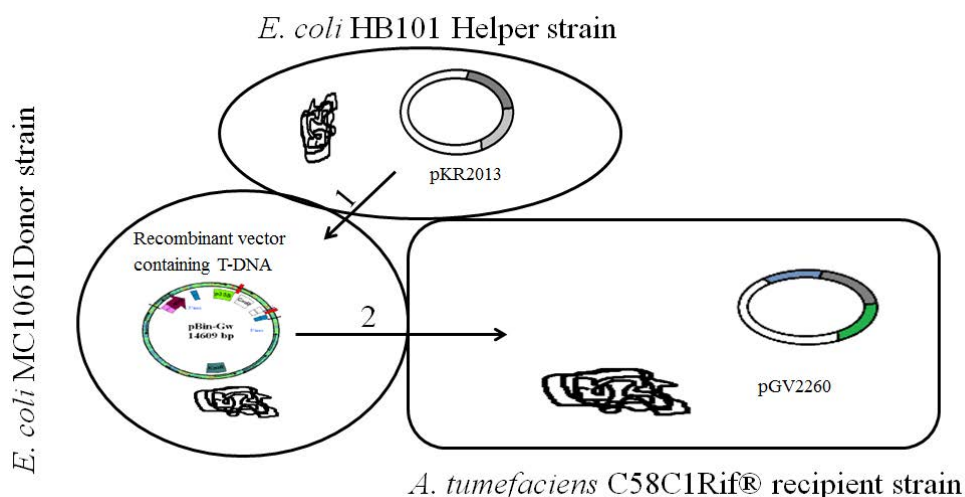 E. coli HB101 Helper strain
E. coli MC1061Donor strain
pKR2013
1
Recombinant vector
containing T-DNA
p35S
pBin-Gw
14609 bp
2
pGV2260
A. tumefaciens C58C1Rif® recipient strain